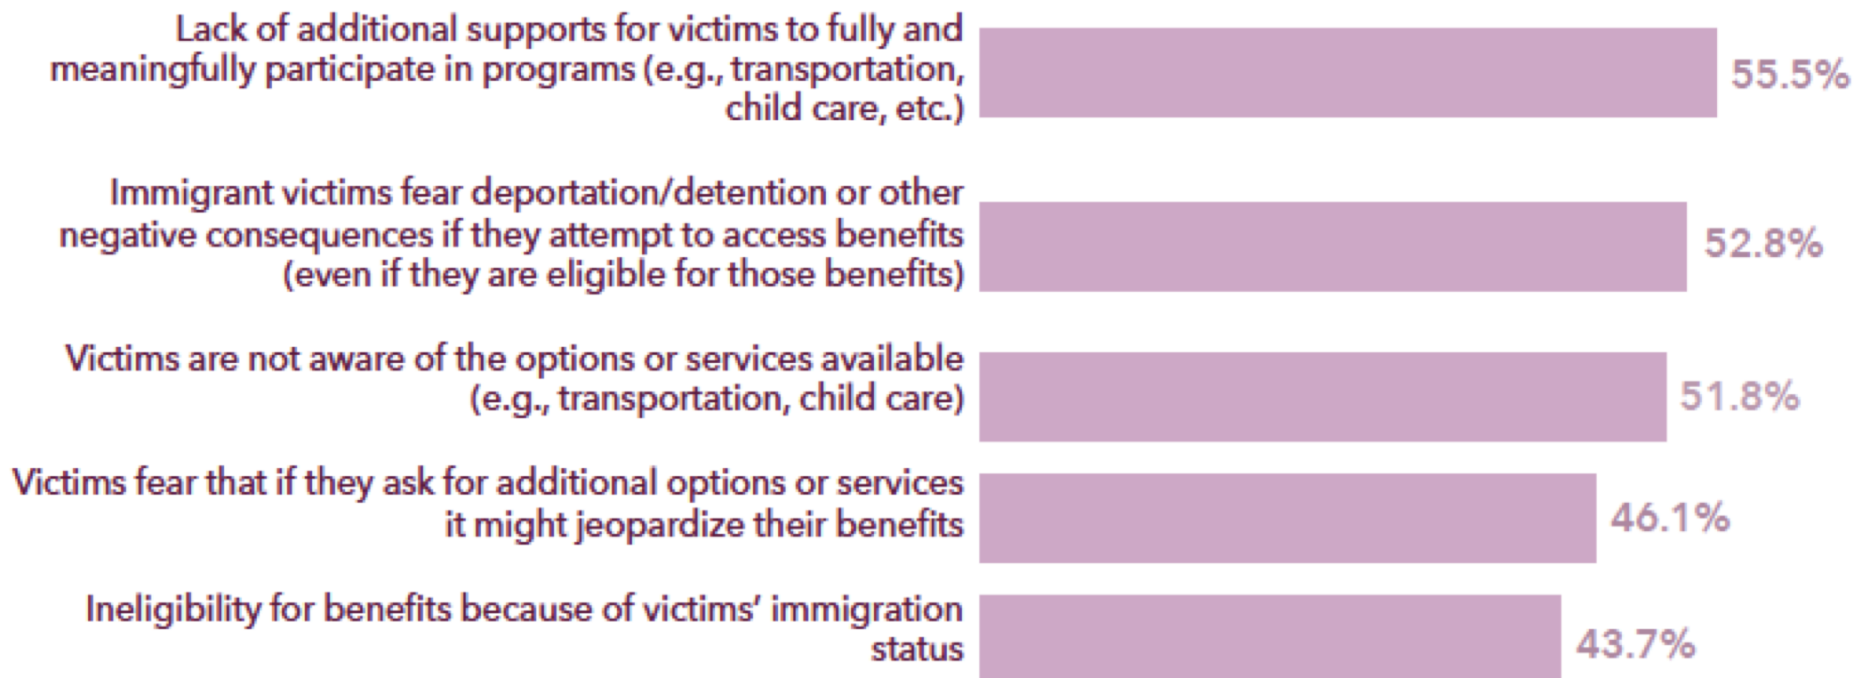 Lack of additional supports for victims to fully and
meaningfully participate in programs (e.g., transportation,
child care, etc.)
55.5%
Immigrant victims fear deportation/detention or other
negative consequences if they attempt to access benefits
(even if they are eligible for those benefits)
52.8%
Victims are not aware of the options or services available
(e.g., transportation, child care)
51.8%
Victims fear that if they ask for additional options or services
it might jeopardize their benefits
46.1%
Ineligibility for benefits because of victims’ immigration
status
43.7%